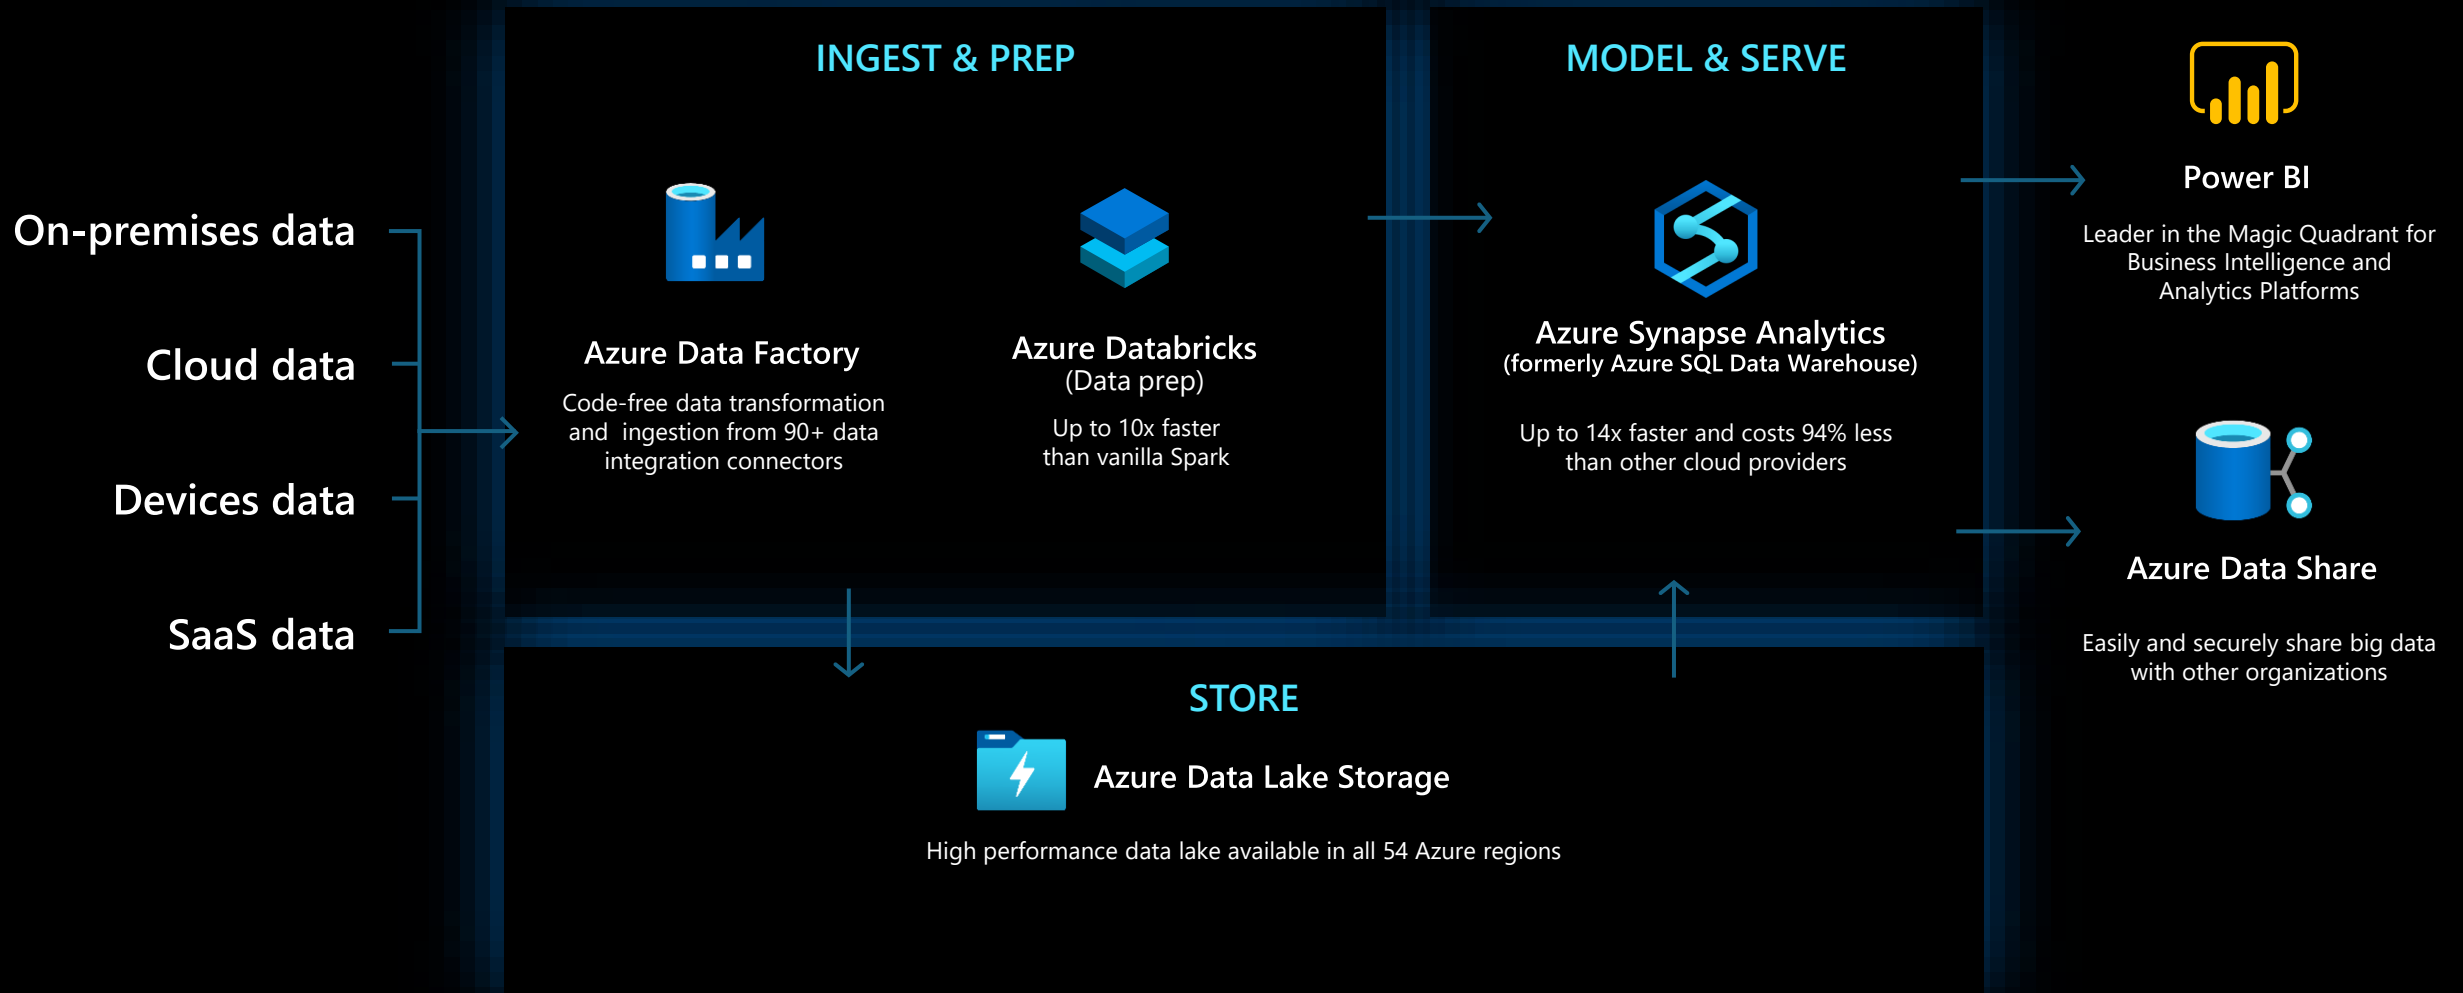 On-premises data
Cloud data
Devices data
SaaS data
INGEST & PREP
Azure Data Factory
Code-free data transformation
and ingestion from 90+ data
integration connectors
Azure Databricks
(Data prep)
Up to 10x faster
than vanilla Spark
MODEL & SERVE
Azure Synapse Analytics
(formerly Azure SQL Data Warehouse)
Up to 14x faster and costs 94% less
than other cloud providers
STORE
Azure Data Lake Storage
High performance data lake available in all 54 Azure regions
Power BI
Leader in the Magic Quadrant for
Business Intelligence and
Analytics Platforms
Azure Data Share
Easily and securely share big data
with other organizations